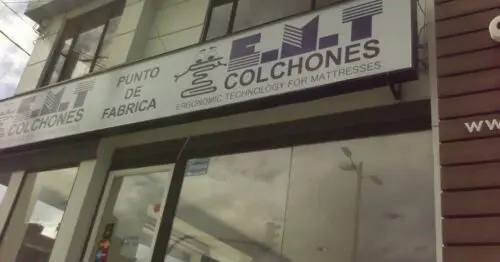 E.M.T
COLCHONES
PUNTO
DE
FABRICA
E.M.T
COLCHONES
ERGONOMIC TECHNOLOGY FOR MATTRESSES
www.